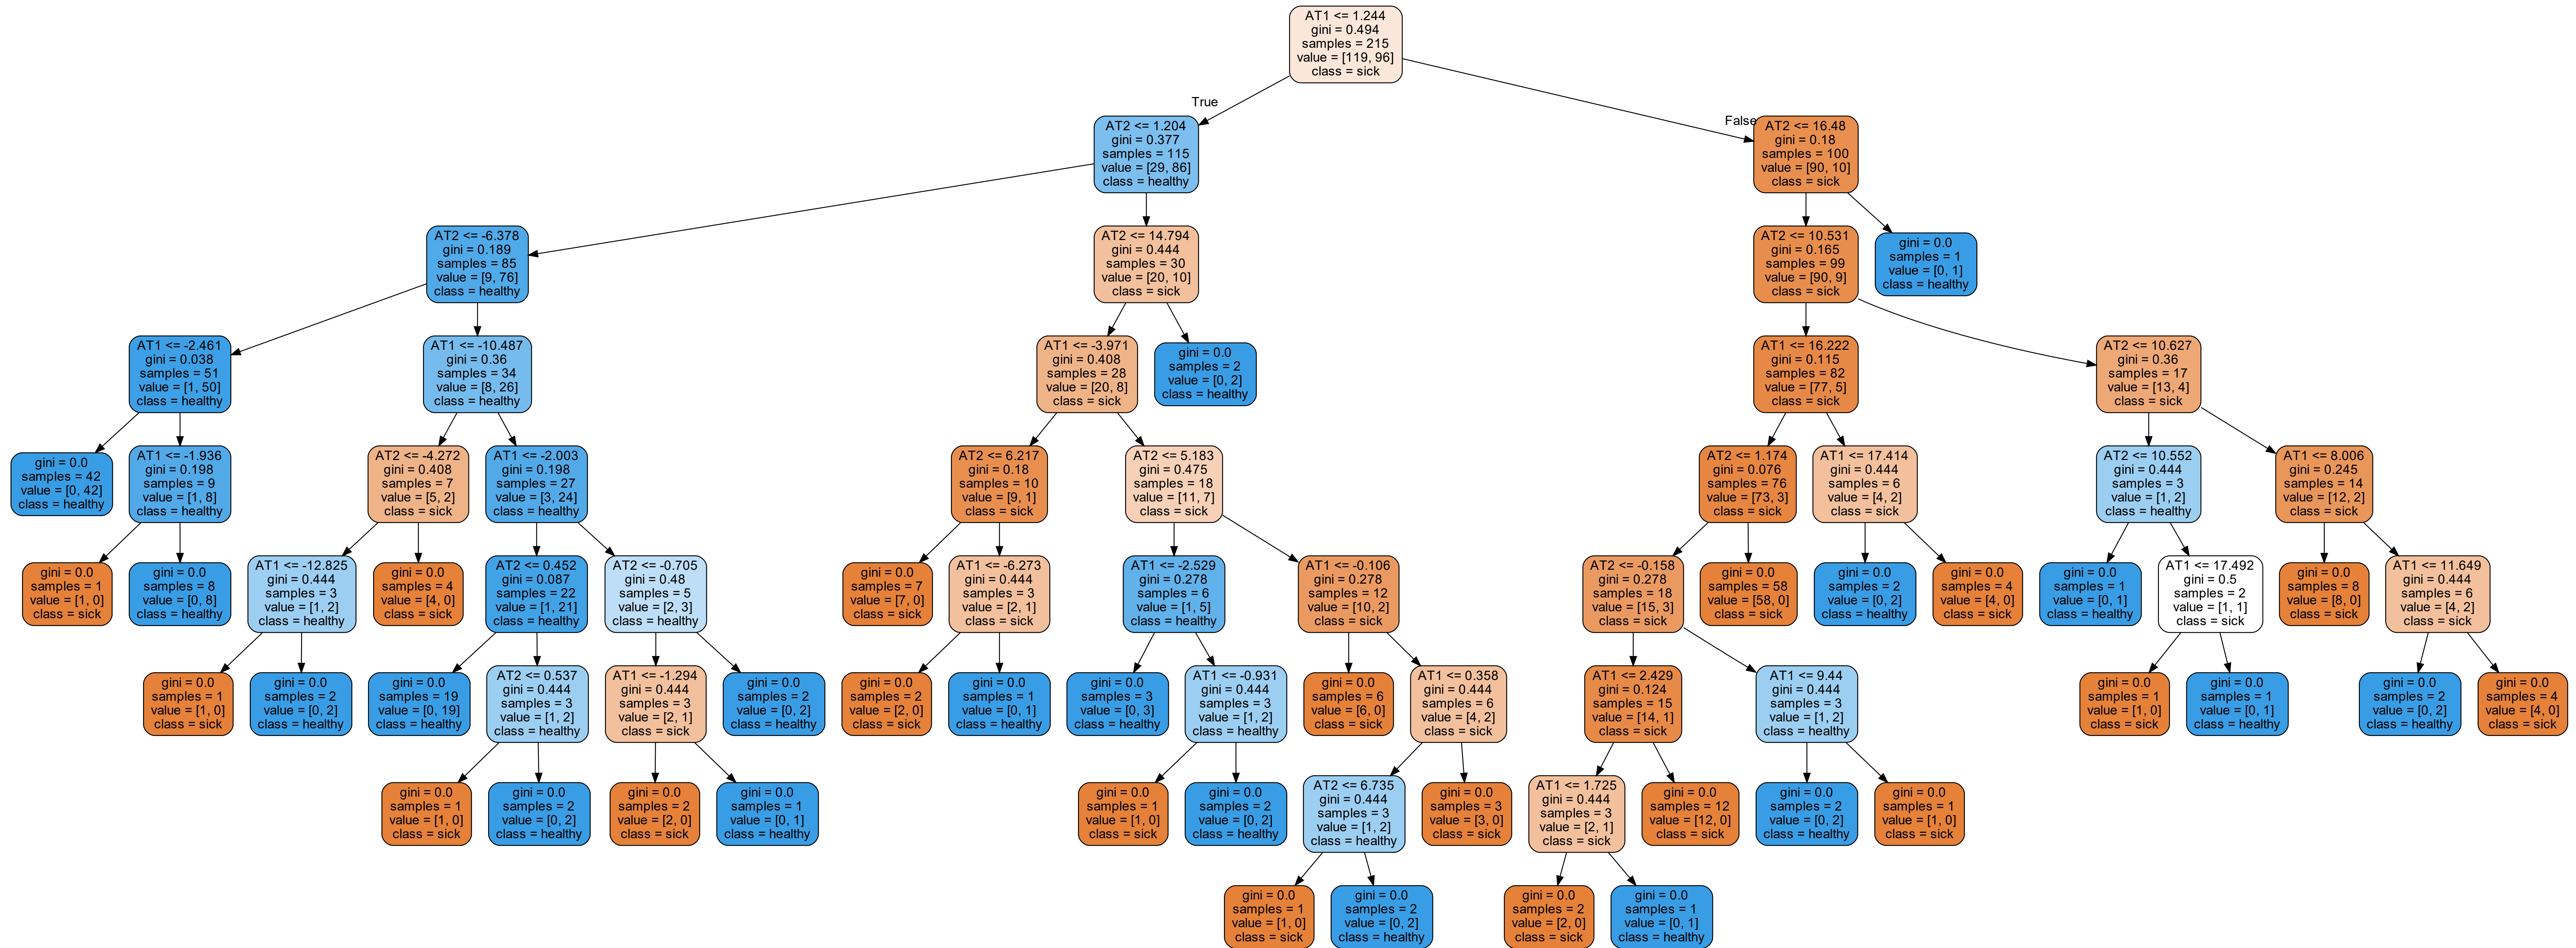 AT1 <= 1.244
gini = 0.494
samples = 215
value = [119, 96]
class = sick
True
False
AT2 <= 1.204
gini = 0.377
samples = 115
value = [29, 86]
class = healthy
AT2 <= 16.48
gini = 0.18
samples = 100
value = [90, 10]
class = sick
AT2 <= -6.378
gini = 0.189
samples = 85
value = [9, 76]
class = healthy
AT2 <= 14.794
gini = 0.444
samples = 30
value = [20, 10]
class = sick
AT2 <= 10.531
gini = 0.165
samples = 99
value = [90, 9]
class = sick
gini = 0.0
samples = 1
value = [0, 1]
class = healthy
AT1 <= -2.461
gini = 0.038
samples = 51
value = [1, 50]
class = healthy
AT1 <= -10.487
gini = 0.36
samples = 34
value = [8, 26]
class = healthy
AT1 <= -3.971
gini = 0.408
samples = 28
value = [20, 8]
class = sick
gini = 0.0
samples = 2
value = [0, 2]
class = healthy
AT1 <= 16.222
gini = 0.115
samples = 82
value = [77, 5]
class = sick
AT2 <= 10.627
gini = 0.36
samples = 17
value = [13, 4]
class = sick
gini = 0.0
samples = 42
value = [0, 42]
class = healthy
AT1 <= -1.936
gini = 0.198
samples = 9
value = [1, 8]
class = healthy
AT2 <= -4.272
gini = 0.408
samples = 7
value = [5, 2]
class = sick
AT1 <= -2.003
gini = 0.198
samples = 27
value = [3, 24]
class = healthy
AT2 <= 6.217
gini = 0.18
samples = 10
value = [9, 1]
class = sick
AT2 <= 5.183
gini = 0.475
samples = 18
value = [11, 7]
class = sick
AT2 <= 1.174
gini = 0.076
samples = 76
value = [73, 3]
class = sick
AT1 <= 17.414
gini = 0.444
samples = 6
value = [4, 2]
class = sick
AT2 <= 10.552
gini = 0.444
samples = 3
value = [1, 2]
class = healthy
AT1 <= 8.006
gini = 0.245
samples = 14
value = [12, 2]
class = sick
gini = 0.0
samples = 1
value = [1, 0]
class = sick
gini = 0.0
samples = 8
value = [0, 8]
class = healthy
AT1 <= -12.825
gini = 0.444
samples = 3
value = [1, 2]
class = healthy
gini = 0.0
samples = 4
value = [4, 0]
class = sick
AT2 <= 0.452
gini = 0.087
samples = 22
value = [1, 21]
class = healthy
AT2 <= -0.705
gini = 0.48
samples = 5
value = [2, 3]
class = healthy
gini = 0.0
samples = 7
value = [7, 0]
class = sick
AT1 <= -6.273
gini = 0.444
samples = 3
value = [2, 1]
class = sick
AT1 <= -2.529
gini = 0.278
samples = 6
value = [1, 5]
class = healthy
AT1 <= -0.106
gini = 0.278
samples = 12
value = [10, 2]
class = sick
AT2 <= -0.158
gini = 0.278
samples = 18
value = [15, 3]
class = sick
gini = 0.0
samples = 58
value = [58, 0]
class = sick
gini = 0.0
samples = 2
value = [0, 2]
class = healthy
gini = 0.0
samples = 4
value = [4, 0]
class = sick
gini = 0.0
samples = 1
value = [0, 1]
class = healthy
AT1 <= 17.492
gini = 0.5
samples = 2
value = [1, 1]
class = sick
gini = 0.0
samples = 8
value = [8, 0]
class = sick
AT1 <= 11.649
gini = 0.444
samples = 6
value = [4, 2]
class = sick
gini = 0.0
samples = 1
value = [1, 0]
class = sick
gini = 0.0
samples = 2
value = [0, 2]
class = healthy
gini = 0.0
samples = 19
value = [0, 19]
class = healthy
AT2 <= 0.537
gini = 0.444
samples = 3
value = [1, 2]
class = healthy
AT1 <= -1.294
gini = 0.444
samples = 3
value = [2, 1]
class = sick
gini = 0.0
samples = 2
value = [0, 2]
class = healthy
gini = 0.0
samples = 2
value = [2, 0]
class = sick
gini = 0.0
samples = 1
value = [0, 1]
class = healthy
gini = 0.0
samples = 3
value = [0, 3]
class = healthy
AT1 <= -0.931
gini = 0.444
samples = 3
value = [1, 2]
class = healthy
gini = 0.0
samples = 6
value = [6, 0]
class = sick
AT1 <= 0.358
gini = 0.444
samples = 6
value = [4, 2]
class = sick
AT1 <= 2.429
gini = 0.124
samples = 15
value = [14, 1]
class = sick
AT1 <= 9.44
gini = 0.444
samples = 3
value = [1, 2]
class = healthy
gini = 0.0
samples = 1
value = [1, 0]
class = sick
gini = 0.0
samples = 1
value = [0, 1]
class = healthy
gini = 0.0
samples = 2
value = [0, 2]
class = healthy
gini = 0.0
samples = 4
value = [4, 0]
class = sick
gini = 0.0
samples = 1
value = [1, 0]
class = sick
gini = 0.0
samples = 2
value = [0, 2]
class = healthy
gini = 0.0
samples = 2
value = [2, 0]
class = sick
gini = 0.0
samples = 1
value = [0, 1]
class = healthy
gini = 0.0
samples = 1
value = [1, 0]
class = sick
gini = 0.0
samples = 2
value = [0, 2]
class = healthy
AT2 <= 6.735
gini = 0.444
samples = 3
value = [1, 2]
class = healthy
gini = 0.0
samples = 3
value = [3, 0]
class = sick
AT1 <= 1.725
gini = 0.444
samples = 3
value = [2, 1]
class = sick
gini = 0.0
samples = 12
value = [12, 0]
class = sick
gini = 0.0
samples = 2
value = [0, 2]
class = healthy
gini = 0.0
samples = 1
value = [1, 0]
class = sick
gini = 0.0
samples = 1
value = [1, 0]
class = sick
gini = 0.0
samples = 2
value = [0, 2]
class = healthy
gini = 0.0
samples = 2
value = [2, 0]
class = sick
gini = 0.0
samples = 1
value = [0, 1]
class = healthy